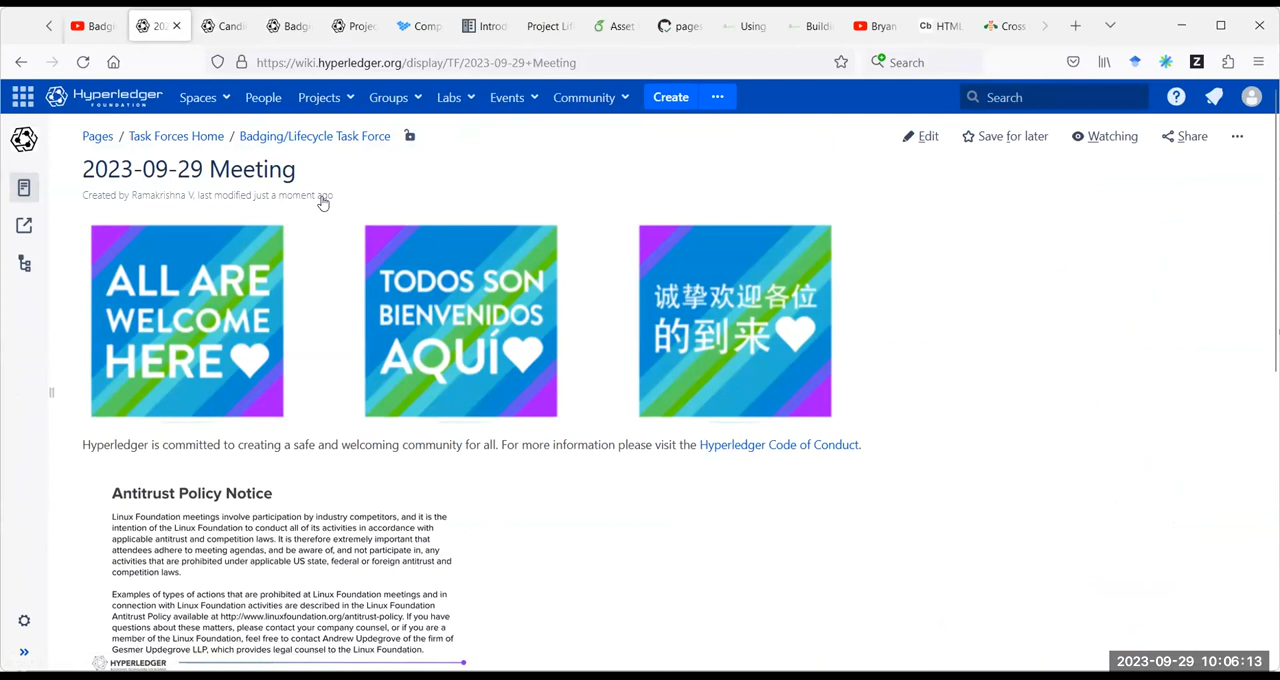 Badg
202
Candi
Badg
Projec
Comp
Introd
Project Lif
Asset
pages
Using
Buildi
Bryan
Cb HTML
Cross
https://wiki.hyperledger.org/display/TF/2023-09-29+Meeting
Search
HYPERLEDGER
FOUNDATION
Spaces
People
Projects
Groups
Labs
Events
Community
Create
Search
Pages / Task Forces Home / Badging/Lifecycle Task Force
Edit
Save for later
Watching
Share
2023-09-29 Meeting
Created by Ramakrishna V, last modified just a moment ago
ALL ARE
WELCOME
HERE
TODOS SON
BIENVENIDOS
AQUÍ
诚挚欢迎各位
的到来
Hyperledger is committed to creating a safe and welcoming community for all. For more information please visit the Hyperledger Code of Conduct.
Antitrust Policy Notice
Linux Foundation meetings involve participation by industry competitors, and it is the
intention of the Linux Foundation to conduct all of its activities in accordance with
applicable antitrust and competition laws. It is therefore extremely important that
attendees adhere to meeting agendas, and be aware of, and not participate in, any
activities that are prohibited under applicable US state, federal or foreign antitrust and
competition laws.
Examples of types of actions that are prohibited at Linux Foundation meetings and in
connection with Linux Foundation activities are described in the Linux Foundation
Antitrust Policy available at http://www.linuxfoundation.org/antitrust-policy. If you have
questions about these matters, please contact your company counsel, or if you are a
member of the Linux Foundation, feel free to contact Andrew Updegrove of the firm of
Gesmer Updegrove LLP, which provides legal counsel to the Linux Foundation.
HYPERLEDGER
2023-09-29 10:06:13